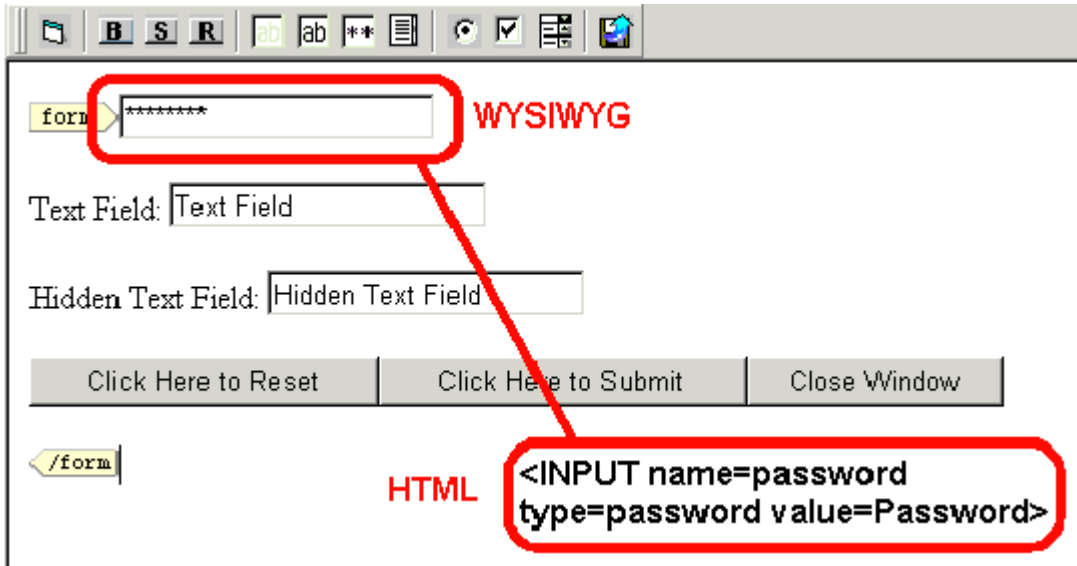 B S R ab ab **
form ******** WYSIWYG
Text Field: Text Field
Hidden Text Field: Hidden Text Field
Click Here to Reset Click Here to Submit Close Window
/form
HTML <INPUT name=password
type=password value=Password>